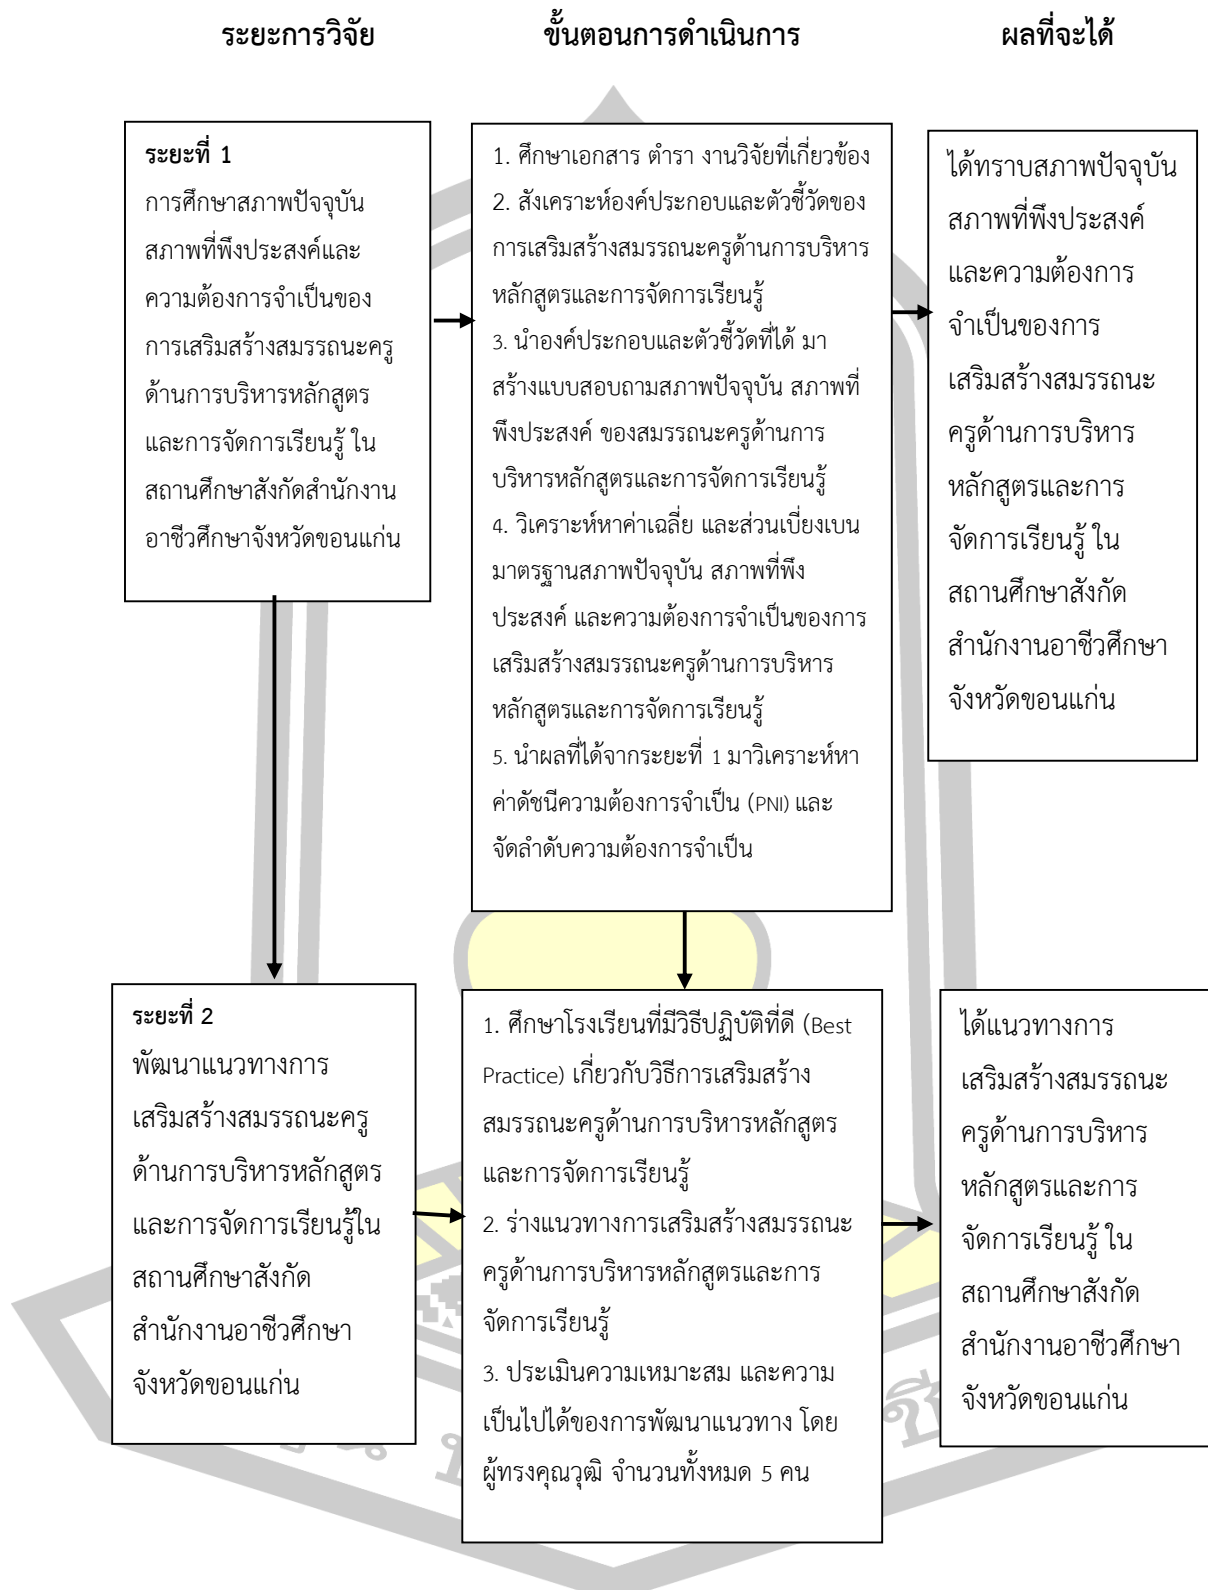 ระยะการวิจัย
ขั้นตอนการดำเนินการ
ผลที่จะได้
ระยะที่ 1
การศึกษาสภาพปัจจุบัน
สภาพที่พึงประสงค์และ
ความต้องการจำเป็นของ
การเสริมสร้างสมรรถนะครู
ด้านการบริหารหลักสูตร
และการจัดการเรียนรู้ ใน
สถานศึกษาสังกัดสำนักงาน
อาชีวศึกษาจังหวัดขอนแก่น
1. ศึกษาเอกสาร ตำรา งานวิจัยที่เกี่ยวข้อง
2. สังเคราะห์องค์ประกอบและตัวชี้วัดของ
การเสริมสร้างสมรรถนะครูด้านการบริหาร
หลักสูตรและการจัดการเรียนรู้
3. นำองค์ประกอบและตัวชี้วัดที่ได้ มา
สร้างแบบสอบถามสภาพปัจจุบัน สภาพที่
พึงประสงค์ ของสมรรถนะครูด้านการ
บริหารหลักสูตรและการจัดการเรียนรู้
4. วิเคราะห์หาค่าเฉลี่ย และส่วนเบี่ยงเบน
มาตรฐานสภาพปัจจุบัน สภาพที่พึง
ประสงค์ และความต้องการจำเป็นของการ
เสริมสร้างสมรรถนะครูด้านการบริหาร
หลักสูตรและการจัดการเรียนรู้
5. นำผลที่ได้จากระยะที่ 1 มาวิเคราะห์หา
ค่าดัชนีความต้องการจำเป็น (PNI) และ
จัดลำดับความต้องการจำเป็น
ได้ทราบสภาพปัจจุบัน
สภาพที่พึงประสงค์
และความต้องการ
จำเป็นของการ
เสริมสร้างสมรรถนะ
ครูด้านการบริหาร
หลักสูตรและการ
จัดการเรียนรู้ ใน
สถานศึกษาสังกัด
สำนักงานอาชีวศึกษา
จังหวัดขอนแก่น
ระยะที่ 2
พัฒนาแนวทางการ
เสริมสร้างสมรรถนะครู
ด้านการบริหารหลักสูตร
และการจัดการเรียนรู้ใน
สถานศึกษาสังกัด
สำนักงานอาชีวศึกษา
จังหวัดขอนแก่น
1. ศึกษาโรงเรียนที่มีวิธีปฏิบัติที่ดี (Best
Practice) เกี่ยวกับวิธีการเสริมสร้าง
สมรรถนะครูด้านการบริหารหลักสูตร
และการจัดการเรียนรู้
2. ร่างแนวทางการเสริมสร้างสมรรถนะ
ครูด้านการบริหารหลักสูตรและการ
จัดการเรียนรู้
3. ประเมินความเหมาะสม และความ
เป็นไปได้ของการพัฒนาแนวทาง โดย
ผู้ทรงคุณวุฒิ จำนวนทั้งหมด 5 คน
ได้แนวทางการ
เสริมสร้างสมรรถนะ
ครูด้านการบริหาร
หลักสูตรและการ
จัดการเรียนรู้ ใน
สถานศึกษาสังกัด
สำนักงานอาชีวศึกษา
จังหวัดขอนแก่น